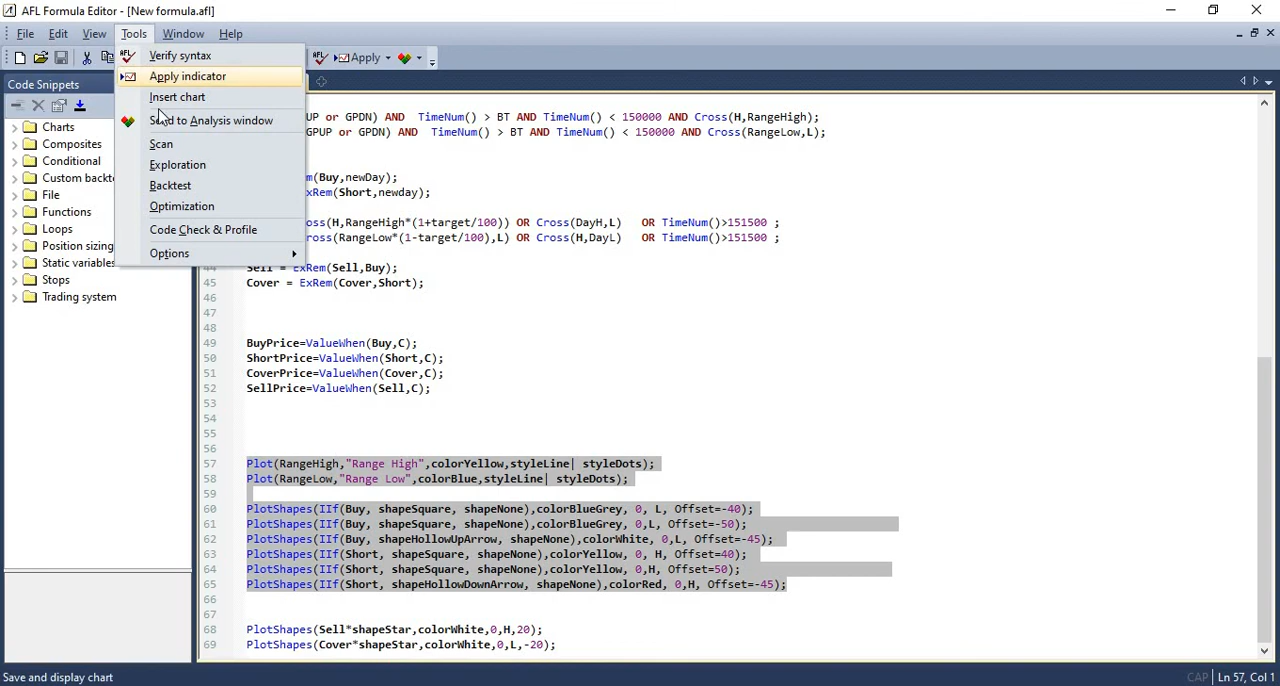 AFL Formula Editor - [New formula.afl]
File Edit View Tools Window Help
Verify syntax
Apply
Apply indicator
Code Snippets
Insert chart
Send to Analysis window
Scan
Exploration
Backtest
Optimization
Code Check & Profile
Options
Charts
Composites
Conditional
Custom backte
File
Functions
Loops
Position sizing
Static variables
Stops
Trading system
UP or GPDN) AND TimeNum() > BT AND TimeNum() < 150000 AND Cross(H,RangeHigh);
GPUP or GPDN) AND TimeNum() > BT AND TimeNum() < 150000 AND Cross(RangeLow,L);
m(Buy,newDay);
xRem(Short,newday);
oss(H,RangeHigh*(1+target/100)) OR Cross(DayH,L) OR TimeNum()>151500 ;
ross(RangeLow*(1-target/100),L) OR Cross(H,DayL) OR TimeNum()>151500 ;
44 Sell = ExRem(Sell,Buy);
45 Cover = ExRem(Cover,Short);
46
47
48
49 BuyPrice=ValueWhen(Buy,C);
50 ShortPrice=ValueWhen(Short,C);
51 CoverPrice=ValueWhen(Cover,C);
52 SellPrice=ValueWhen(Sell,C);
53
54
55
56
57 Plot(RangeHigh,"Range High",colorYellow,styleLine| styleDots);
58 Plot(RangeLow,"Range Low",colorBlue,styleLine| styleDots);
59
60 PlotShapes(IIf(Buy, shapeSquare, shapeNone),colorBlueGrey, 0, L, Offset=-40);
61 PlotShapes(IIf(Buy, shapeSquare, shapeNone),colorBlueGrey, 0,L, Offset=-50);
62 PlotShapes(IIf(Buy, shapeHollowUpArrow, shapeNone),colorWhite, 0,L, Offset=-45);
63 PlotShapes(IIf(Short, shapeSquare, shapeNone),colorYellow, 0, H, Offset=40);
64 PlotShapes(IIf(Short, shapeSquare, shapeNone),colorYellow, 0,H, Offset=50);
65 PlotShapes(IIf(Short, shapeHollowDownArrow, shapeNone),colorRed, 0,H, Offset=-45);
66
67
68 PlotShapes(Sell*shapeStar,colorWhite,0,H,20);
69 PlotShapes(Cover*shapeStar,colorWhite,0,L,-20);
Save and display chart
CAP Ln 57, Col 1